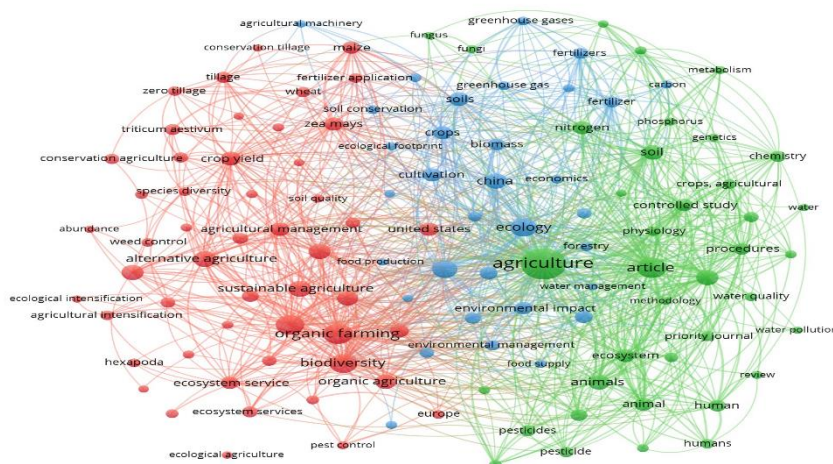 agricultural machinery
greenhouse gases
fungus
conservation tillage
maize
fungi
fertilizers
metabolism
tillage
fertilizer application
greenhouse gas
carbon
zero tillage
wheat
soils
fertilizer
soil conservation
phosphorus
triticum aestivum
zea mays
crops
nitrogen
genetics
ecological footprint
biomass
soil
chemistry
conservation agriculture
crop yield
cultivation
china
economics
crops, agricultural
species diversity
soil quality
controlled study
water
abundance
agricultural management
united states
ecology
physiology
weed control
forestry
procedures
alternative agriculture
food production
agriculture
article
sustainable agriculture
water management
water quality
ecological intensification
environmental impact
methodology
agricultural intensification
organic farming
priority journal
water pollution
environmental management
ecosystem
hexapoda
biodiversity
food supply
review
ecosystem service
organic agriculture
animals
ecosystem services
europe
animal
human
pesticides
pest control
humans
ecological agriculture
pesticide